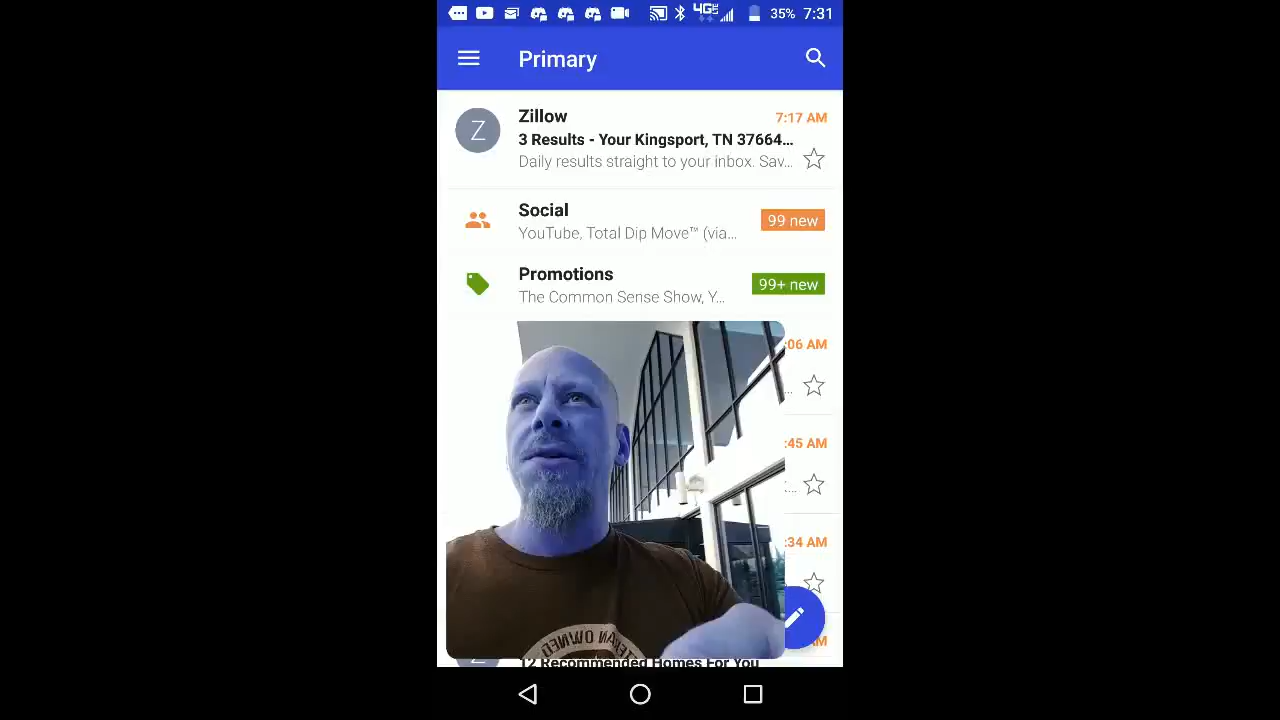 4G 35% 7:31
Primary
Z
Zillow
7:17 AM
3 Results - Your Kingsport, TN 37664...
Daily results straight to your inbox. Sav...
Social
YouTube, Total Dip Move™ (via...
99 new
Promotions
The Common Sense Show, Y...
99+ new
:06 AM
:45 AM
:34 AM
AM
12 Recommended Homes For You